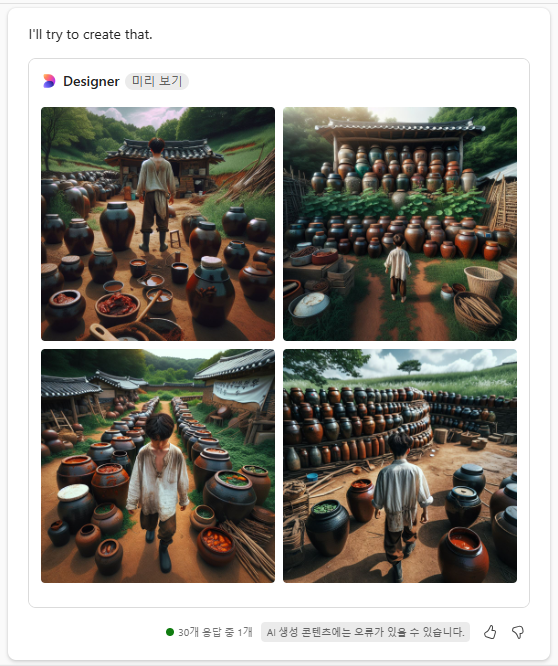 I'll try to create that.
Designer 미리 보기
30개 응답 중 1개 AI 생성 콘텐츠에는 오류가 있을 수 있습니다.